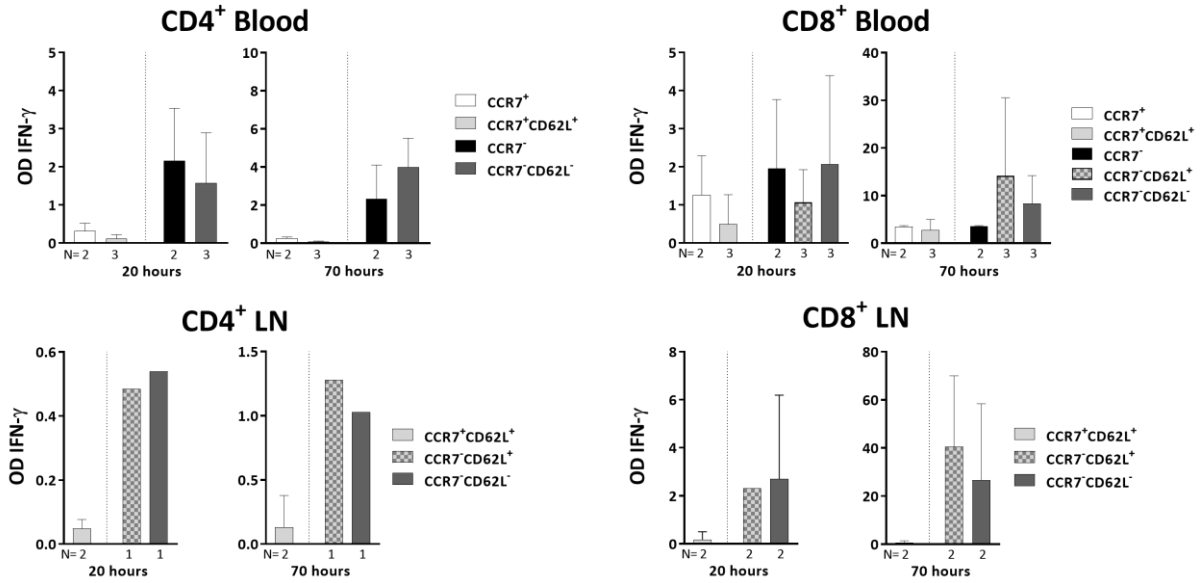 CD4+ Blood
OD IFN-γ
5
4
3
2
1
0
N= 2 3 2 3
20 hours
10
8
6
4
2
0
2 3 2 3
70 hours
CCR7+
CCR7+CD62L+
CCR7-
CCR7-CD62L-
CD8+ Blood
OD IFN-γ
5
4
3
2
1
0
N= 2 3 2 3 3
20 hours
40
30
20
10
0
2 3 2 3 3
70 hours
CCR7+
CCR7+CD62L+
CCR7-
CCR7-CD62L+
CCR7-CD62L-
CD4+ LN
OD IFN-γ
0.6
0.4
0.2
0.0
N= 2 1 1
20 hours
1.5
1.0
0.5
0.0
N= 2 1 1
70 hours
CCR7+CD62L+
CCR7-CD62L+
CCR7-CD62L-
CD8+ LN
OD IFN-γ
8
6
4
2
0
N= 2 2 2
20 hours
80
60
40
20
0
N= 2 2 2
70 hours
CCR7+CD62L+
CCR7-CD62L+
CCR7-CD62L-